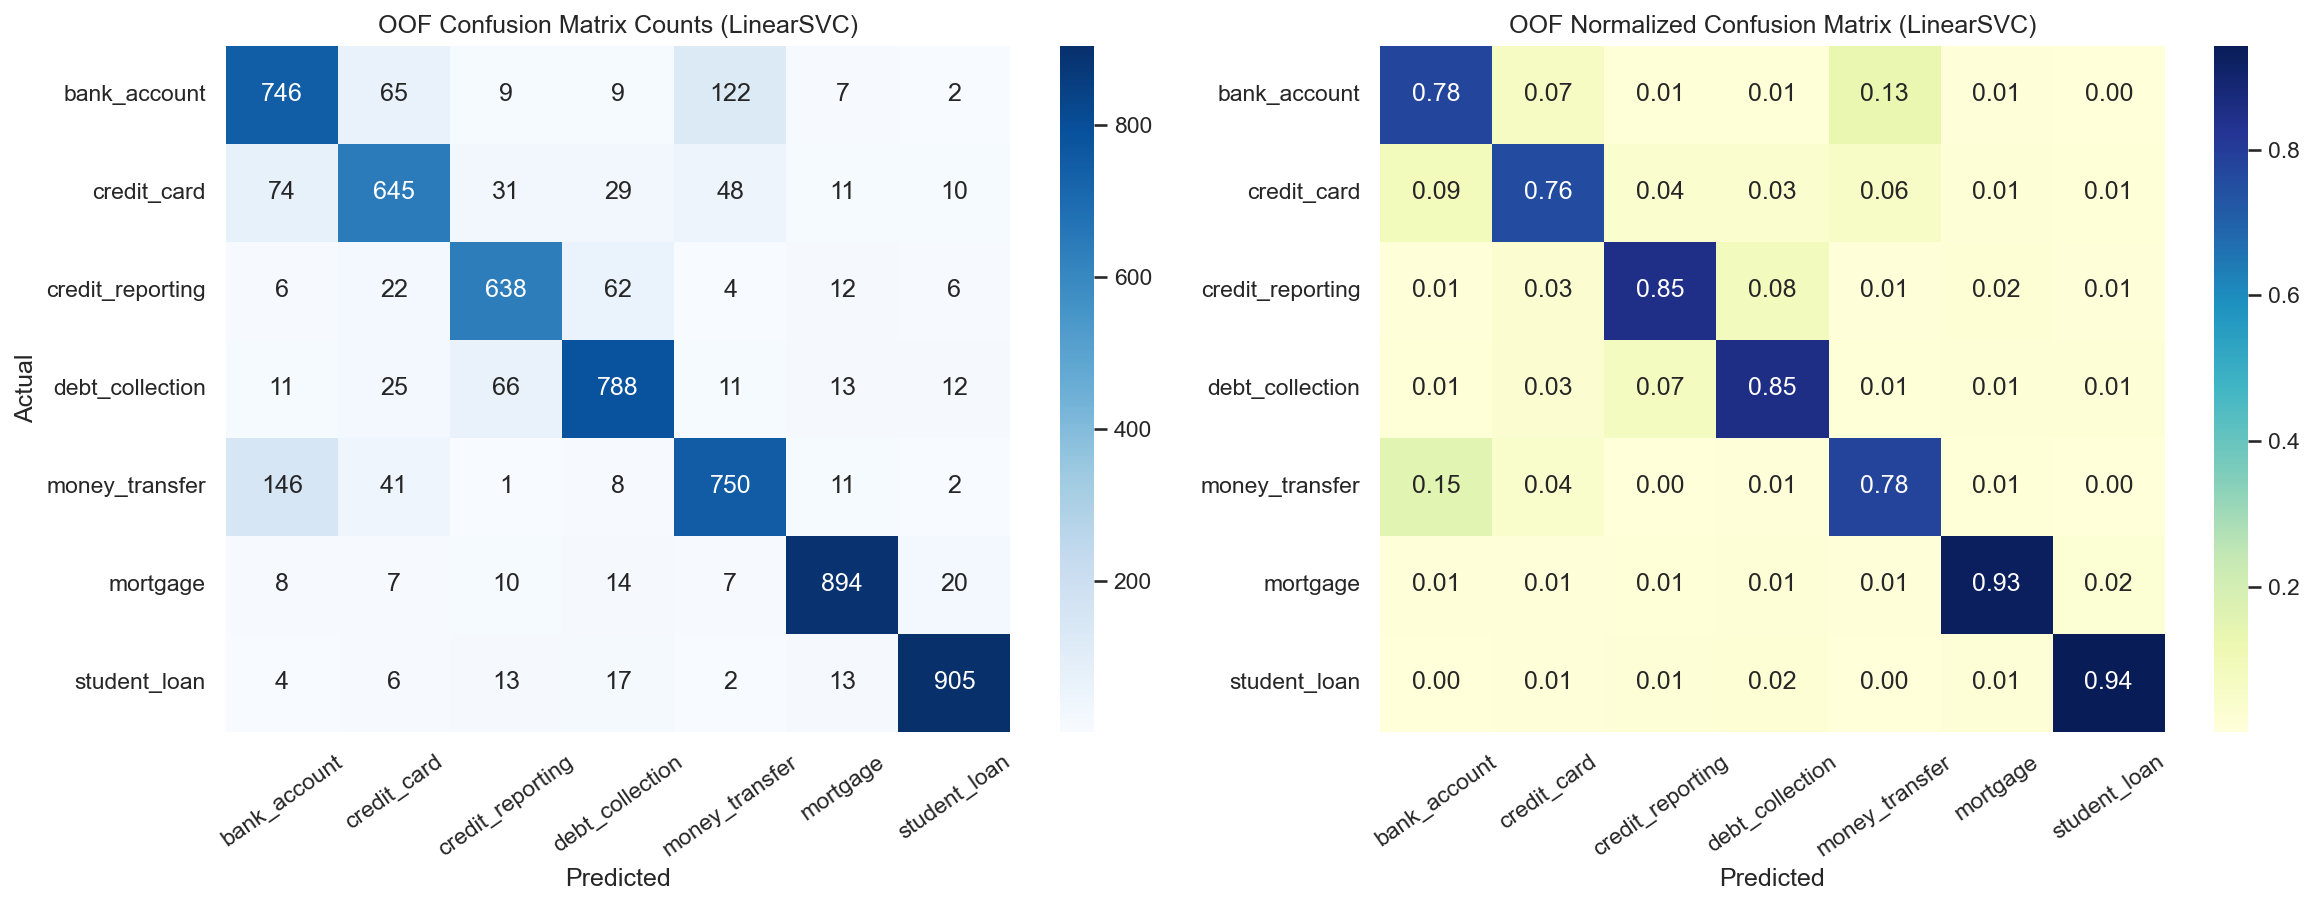 OOF Confusion Matrix Counts (LinearSVC)
Actual
bank_account 746 65 9 9 122 7 2
credit_card 74 645 31 29 48 11 10
credit_reporting 6 22 638 62 4 12 6
debt_collection 11 25 66 788 11 13 12
money_transfer 146 41 1 8 750 11 2
mortgage 8 7 10 14 7 894 20
student_loan 4 6 13 17 2 13 905
bank_account credit_card credit_reporting debt_collection money_transfer mortgage student_loan
Predicted
800
600
400
200
OOF Normalized Confusion Matrix (LinearSVC)
bank_account 0.78 0.07 0.01 0.01 0.13 0.01 0.00
credit_card 0.09 0.76 0.04 0.03 0.06 0.01 0.01
credit_reporting 0.01 0.03 0.85 0.08 0.01 0.02 0.01
debt_collection 0.01 0.03 0.07 0.85 0.01 0.01 0.01
money_transfer 0.15 0.04 0.00 0.01 0.78 0.01 0.00
mortgage 0.01 0.01 0.01 0.01 0.01 0.93 0.02
student_loan 0.00 0.01 0.01 0.02 0.00 0.01 0.94
bank_account credit_card credit_reporting debt_collection money_transfer mortgage student_loan
Predicted
0.8
0.6
0.4
0.2